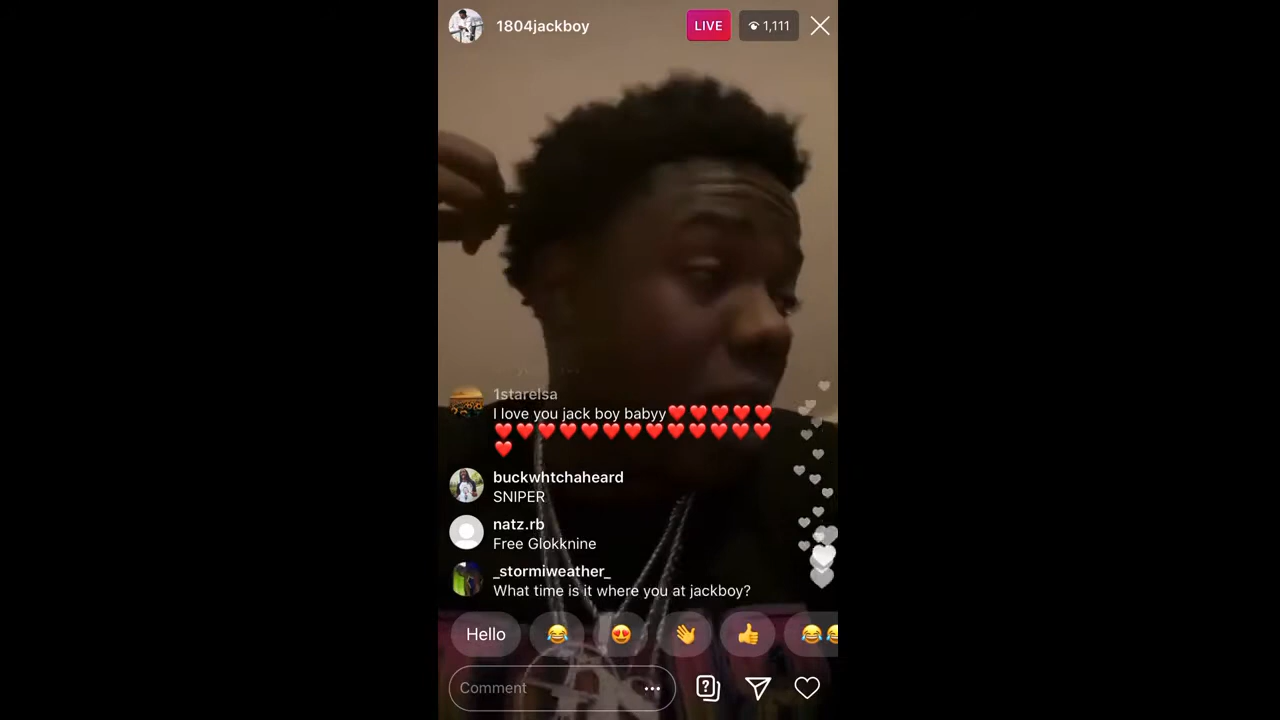 1804jackboy
LIVE
1,111
1starelsa
I love you jack boy babyy❤️❤️❤️❤️❤️
❤️❤️❤️❤️❤️❤️❤️❤️❤️❤️❤️❤️❤️
❤️
buckwhtchaheard
SNIPER
natz.rb
Free Glokknine
_stormiweather_
What time is it where you at jackboy?
Hello 😂 😍 👋 👍 😂😂
Comment